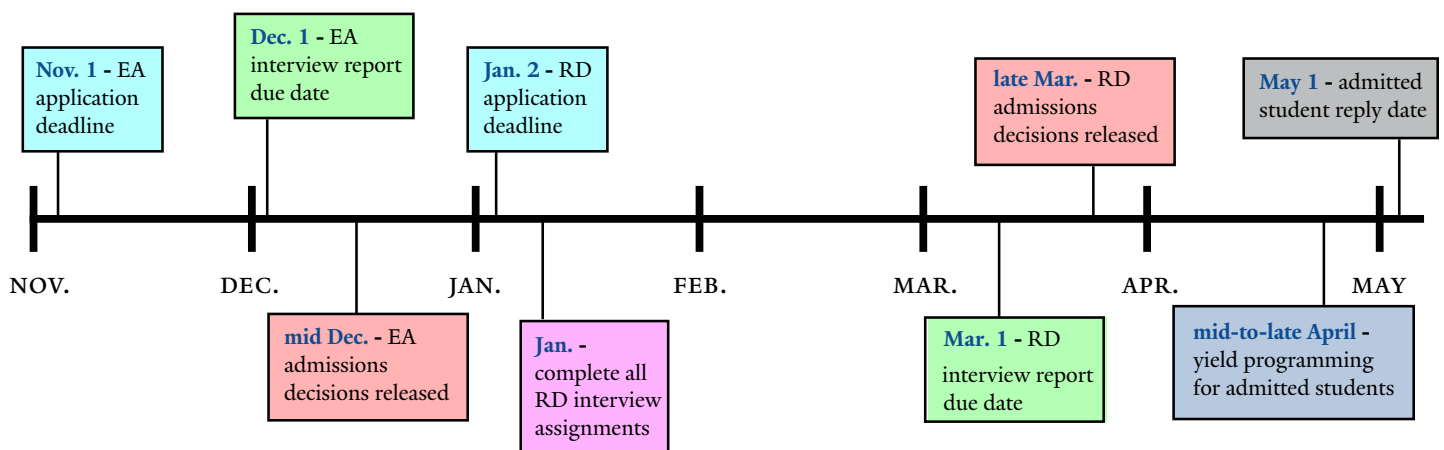 Nov. 1 - EA
application
deadline
Dec. 1 - EA
interview report
due date
Jan. 2 - RD
application
deadline
late Mar. - RD
admissions
decisions released
May 1 - admitted
student reply date
NOV.
DEC.
JAN.
FEB.
MAR.
APR.
MAY
mid Dec. - EA
admissions
decisions released
Jan. -
complete all
RD interview
assignments
Mar. 1 - RD
interview report
due date
mid-to-late April -
yield programming
for admitted students